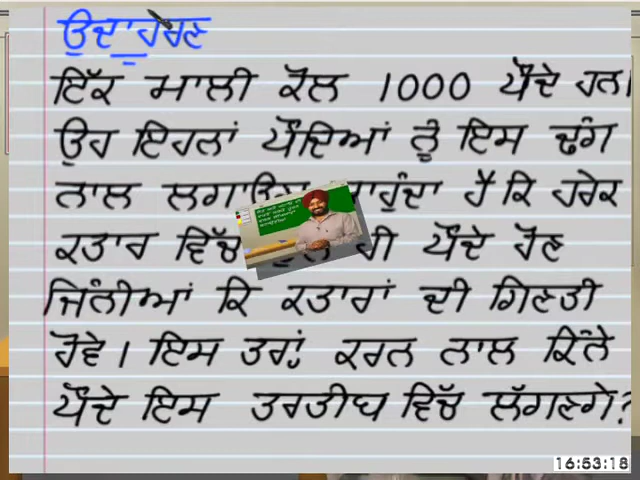 ਉਦਾਹਰਣ
ਇੱਕ ਮਾਲੀ ਕੋਲ 1000 ਪੌਦੇ ਹਨ।
ਉਹ ਇਹਨਾਂ ਪੌਦਿਆਂ ਨੂੰ ਇਸ ਢੰਗ
ਨਾਲ ਹੈ ਕਿ ਹਰੇਕ
ਕਤਾਰ ਵਿੱਚ ਹੀ ਪੌਦੇ ਹੋਣ
ਜਿੰਨੀਆਂ ਕਿ ਕਤਾਰਾਂ ਦੀ ਗਿਣਤੀ
ਹੋਵੇ। ਇਸ ਤਰ੍ਹਾਂ ਕਰਨ ਨਾਲ ਕਿੰਨੇ
ਪੌਦੇ ਇਸ ਤਰਤੀਬ ਵਿੱਚ ਲੱਗਣਗੇ?
16:53:18